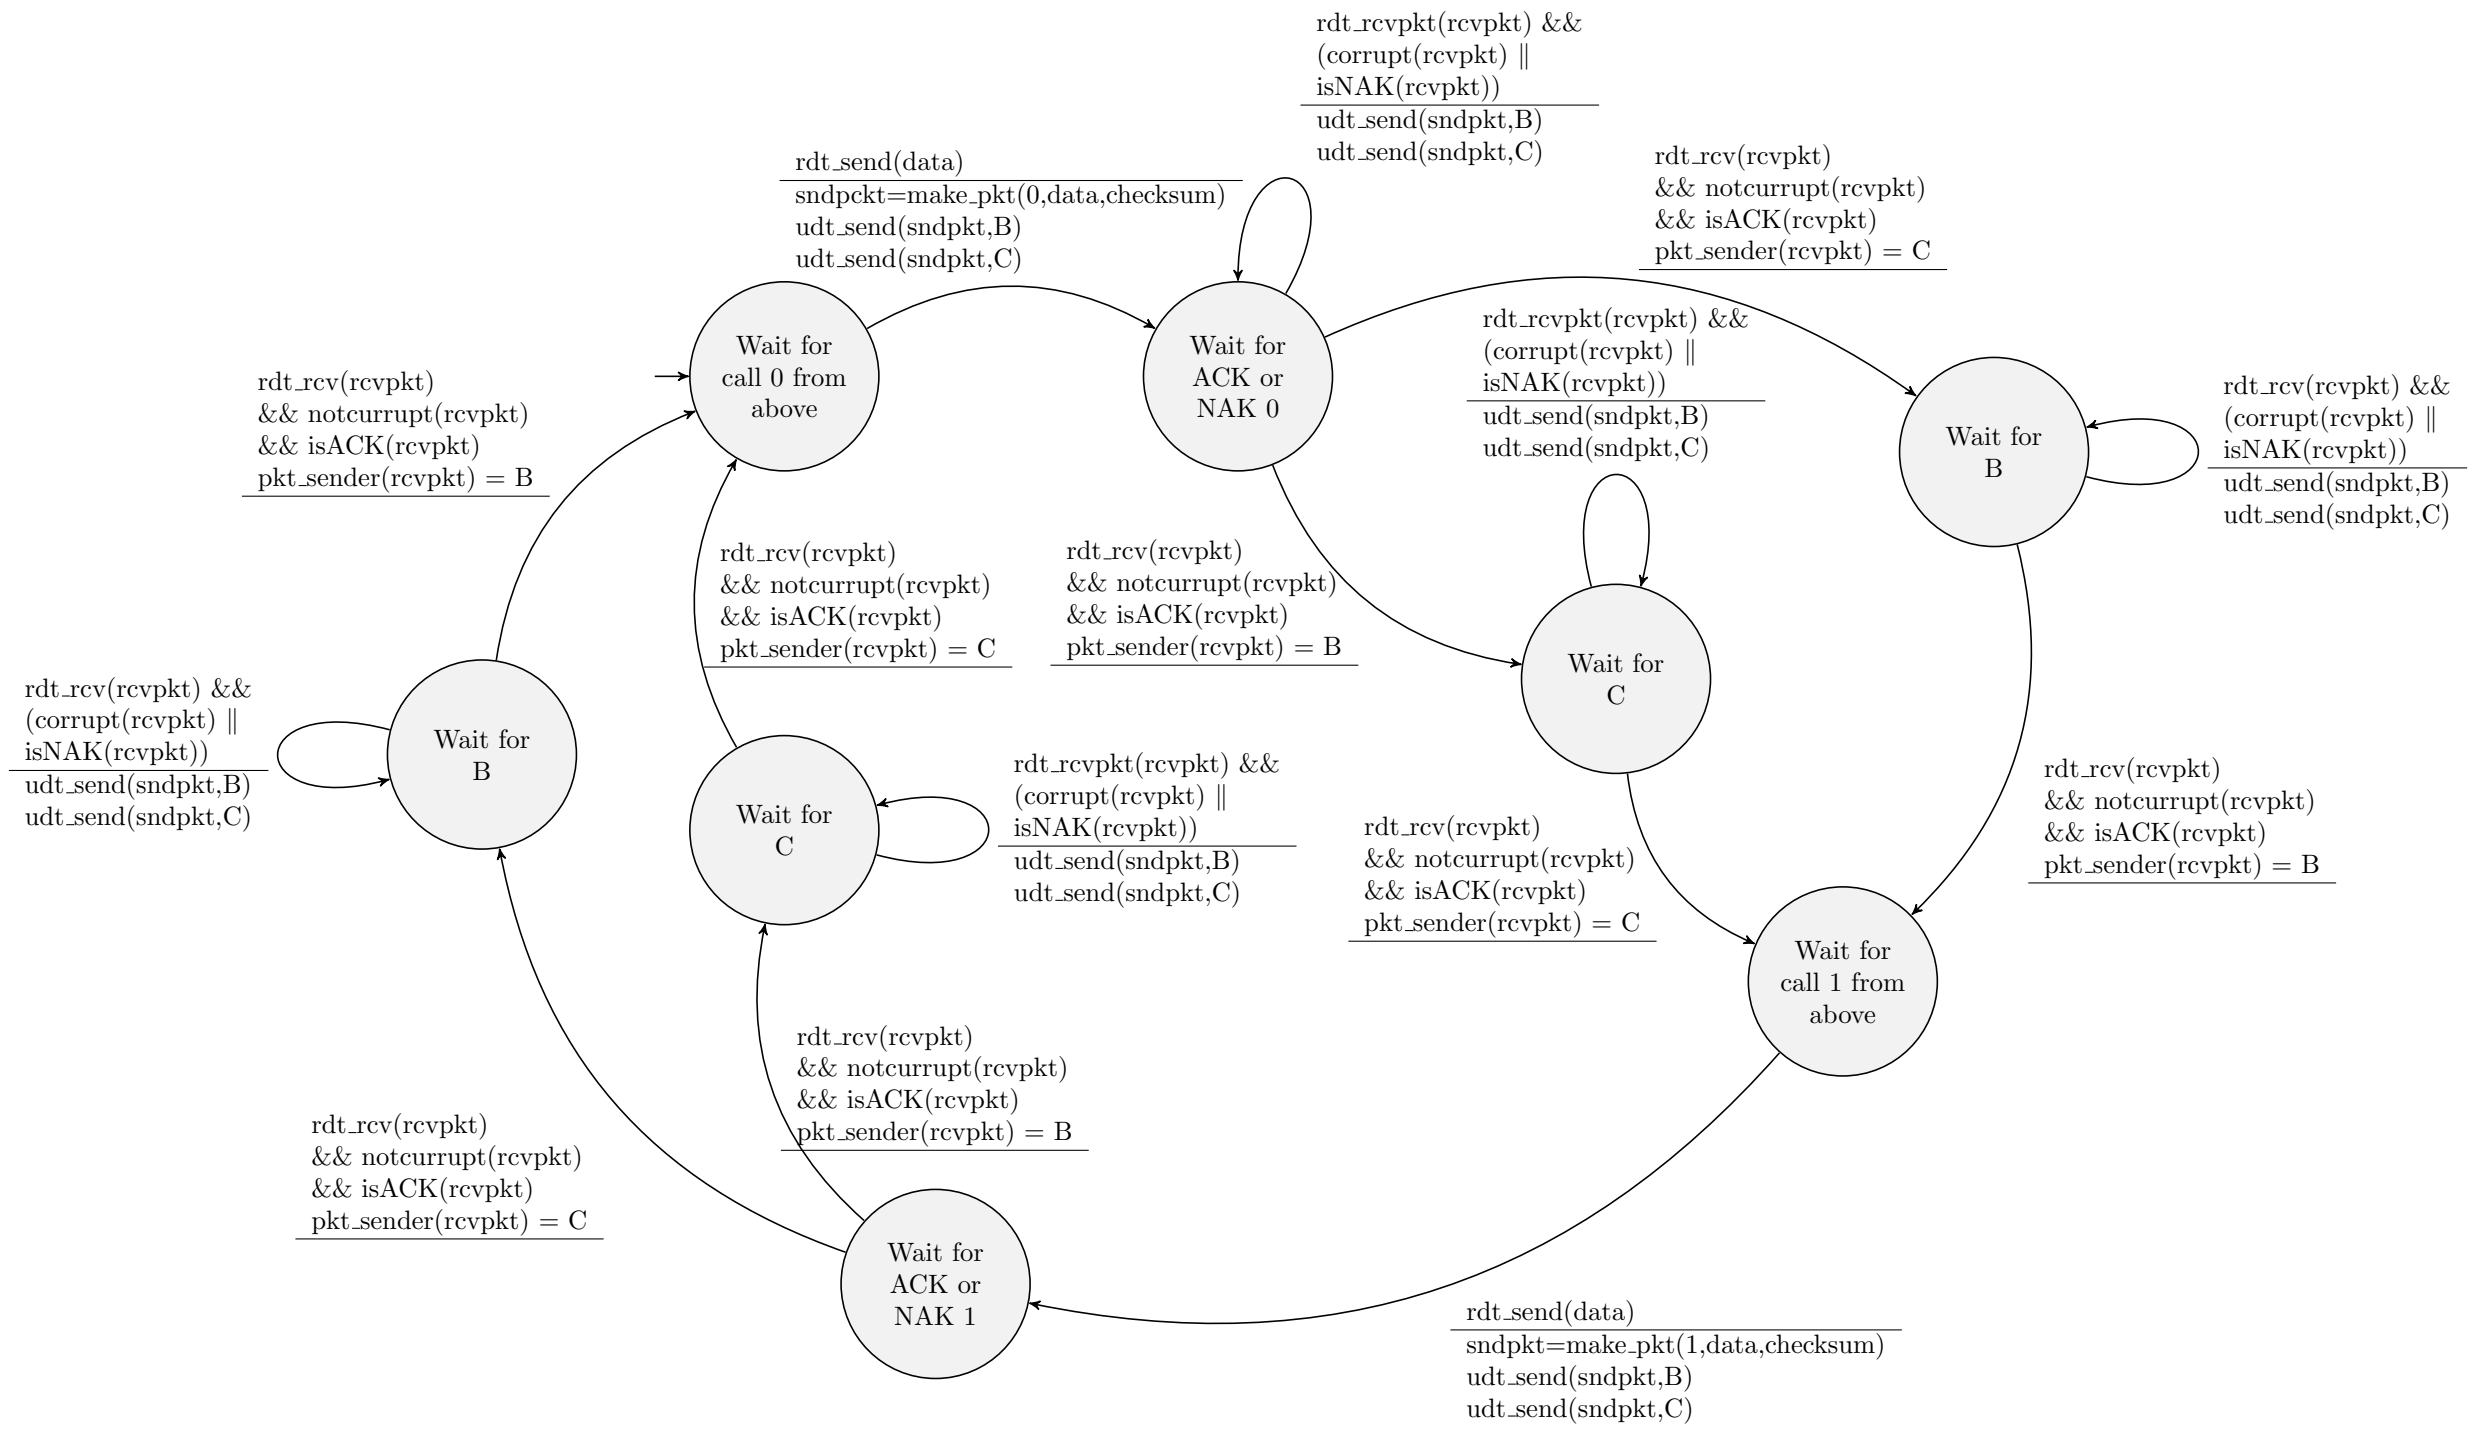 rdt_rcvpkt(rcvpkt) &&
(corrupt(rcvpkt) ‖
isNAK(rcvpkt))
udt_send(sndpkt,B)
udt_send(sndpkt,C)
rdt_send(data)
sndpckt=make_pkt(0,data,checksum)
udt_send(sndpkt,B)
udt_send(sndpkt,C)
rdt_rcv(rcvpkt)
&& notcurrupt(rcvpkt)
&& isACK(rcvpkt)
pkt_sender(rcvpkt) = C
Wait for
call 0 from
above
Wait for
ACK or
NAK 0
rdt_rcvpkt(rcvpkt) &&
(corrupt(rcvpkt) ‖
isNAK(rcvpkt))
udt_send(sndpkt,B)
udt_send(sndpkt,C)
Wait for
B
rdt_rcv(rcvpkt) &&
(corrupt(rcvpkt) ‖
isNAK(rcvpkt))
udt_send(sndpkt,B)
udt_send(sndpkt,C)
rdt_rcv(rcvpkt)
&& notcurrupt(rcvpkt)
&& isACK(rcvpkt)
pkt_sender(rcvpkt) = B
rdt_rcv(rcvpkt)
&& notcurrupt(rcvpkt)
&& isACK(rcvpkt)
pkt_sender(rcvpkt) = C
rdt_rcv(rcvpkt)
&& notcurrupt(rcvpkt)
&& isACK(rcvpkt)
pkt_sender(rcvpkt) = B
Wait for
C
rdt_rcv(rcvpkt) &&
(corrupt(rcvpkt) ‖
isNAK(rcvpkt))
udt_send(sndpkt,B)
udt_send(sndpkt,C)
Wait for
B
Wait for
C
rdt_rcvpkt(rcvpkt) &&
(corrupt(rcvpkt) ‖
isNAK(rcvpkt))
udt_send(sndpkt,B)
udt_send(sndpkt,C)
rdt_rcv(rcvpkt)
&& notcurrupt(rcvpkt)
&& isACK(rcvpkt)
pkt_sender(rcvpkt) = C
rdt_rcv(rcvpkt)
&& notcurrupt(rcvpkt)
&& isACK(rcvpkt)
pkt_sender(rcvpkt) = B
Wait for
call 1 from
above
rdt_rcv(rcvpkt)
&& notcurrupt(rcvpkt)
&& isACK(rcvpkt)
pkt_sender(rcvpkt) = B
rdt_rcv(rcvpkt)
&& notcurrupt(rcvpkt)
&& isACK(rcvpkt)
pkt_sender(rcvpkt) = C
Wait for
ACK or
NAK 1
rdt_send(data)
sndpkt=make_pkt(1,data,checksum)
udt_send(sndpkt,B)
udt_send(sndpkt,C)